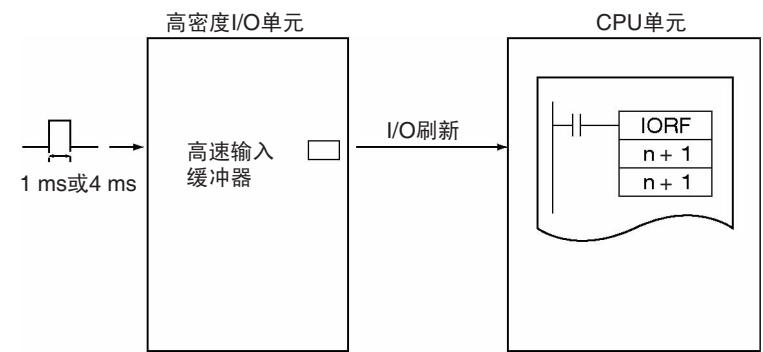 高密度I/O单元
CPU单元
1 ms或4 ms
高速输入
缓冲器
I/O刷新
IORF
n + 1
n + 1